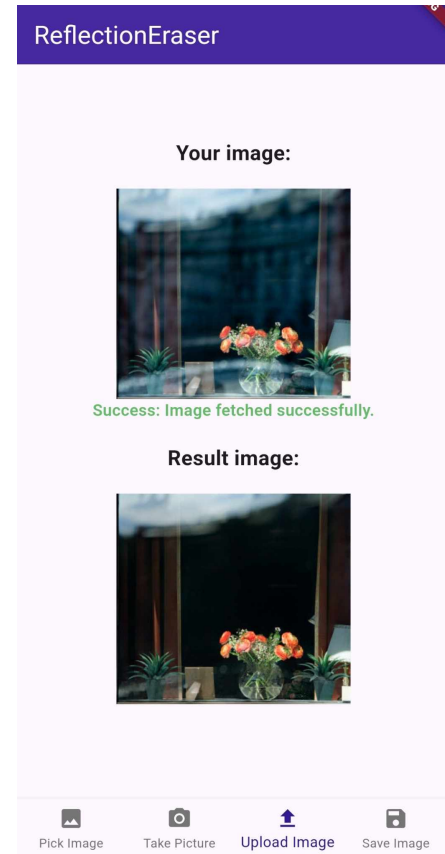 ReflectionEraser
Your image:
Success: Image fetched successfully.
Result image:
Pick Image
Take Picture
Upload Image
Save Image